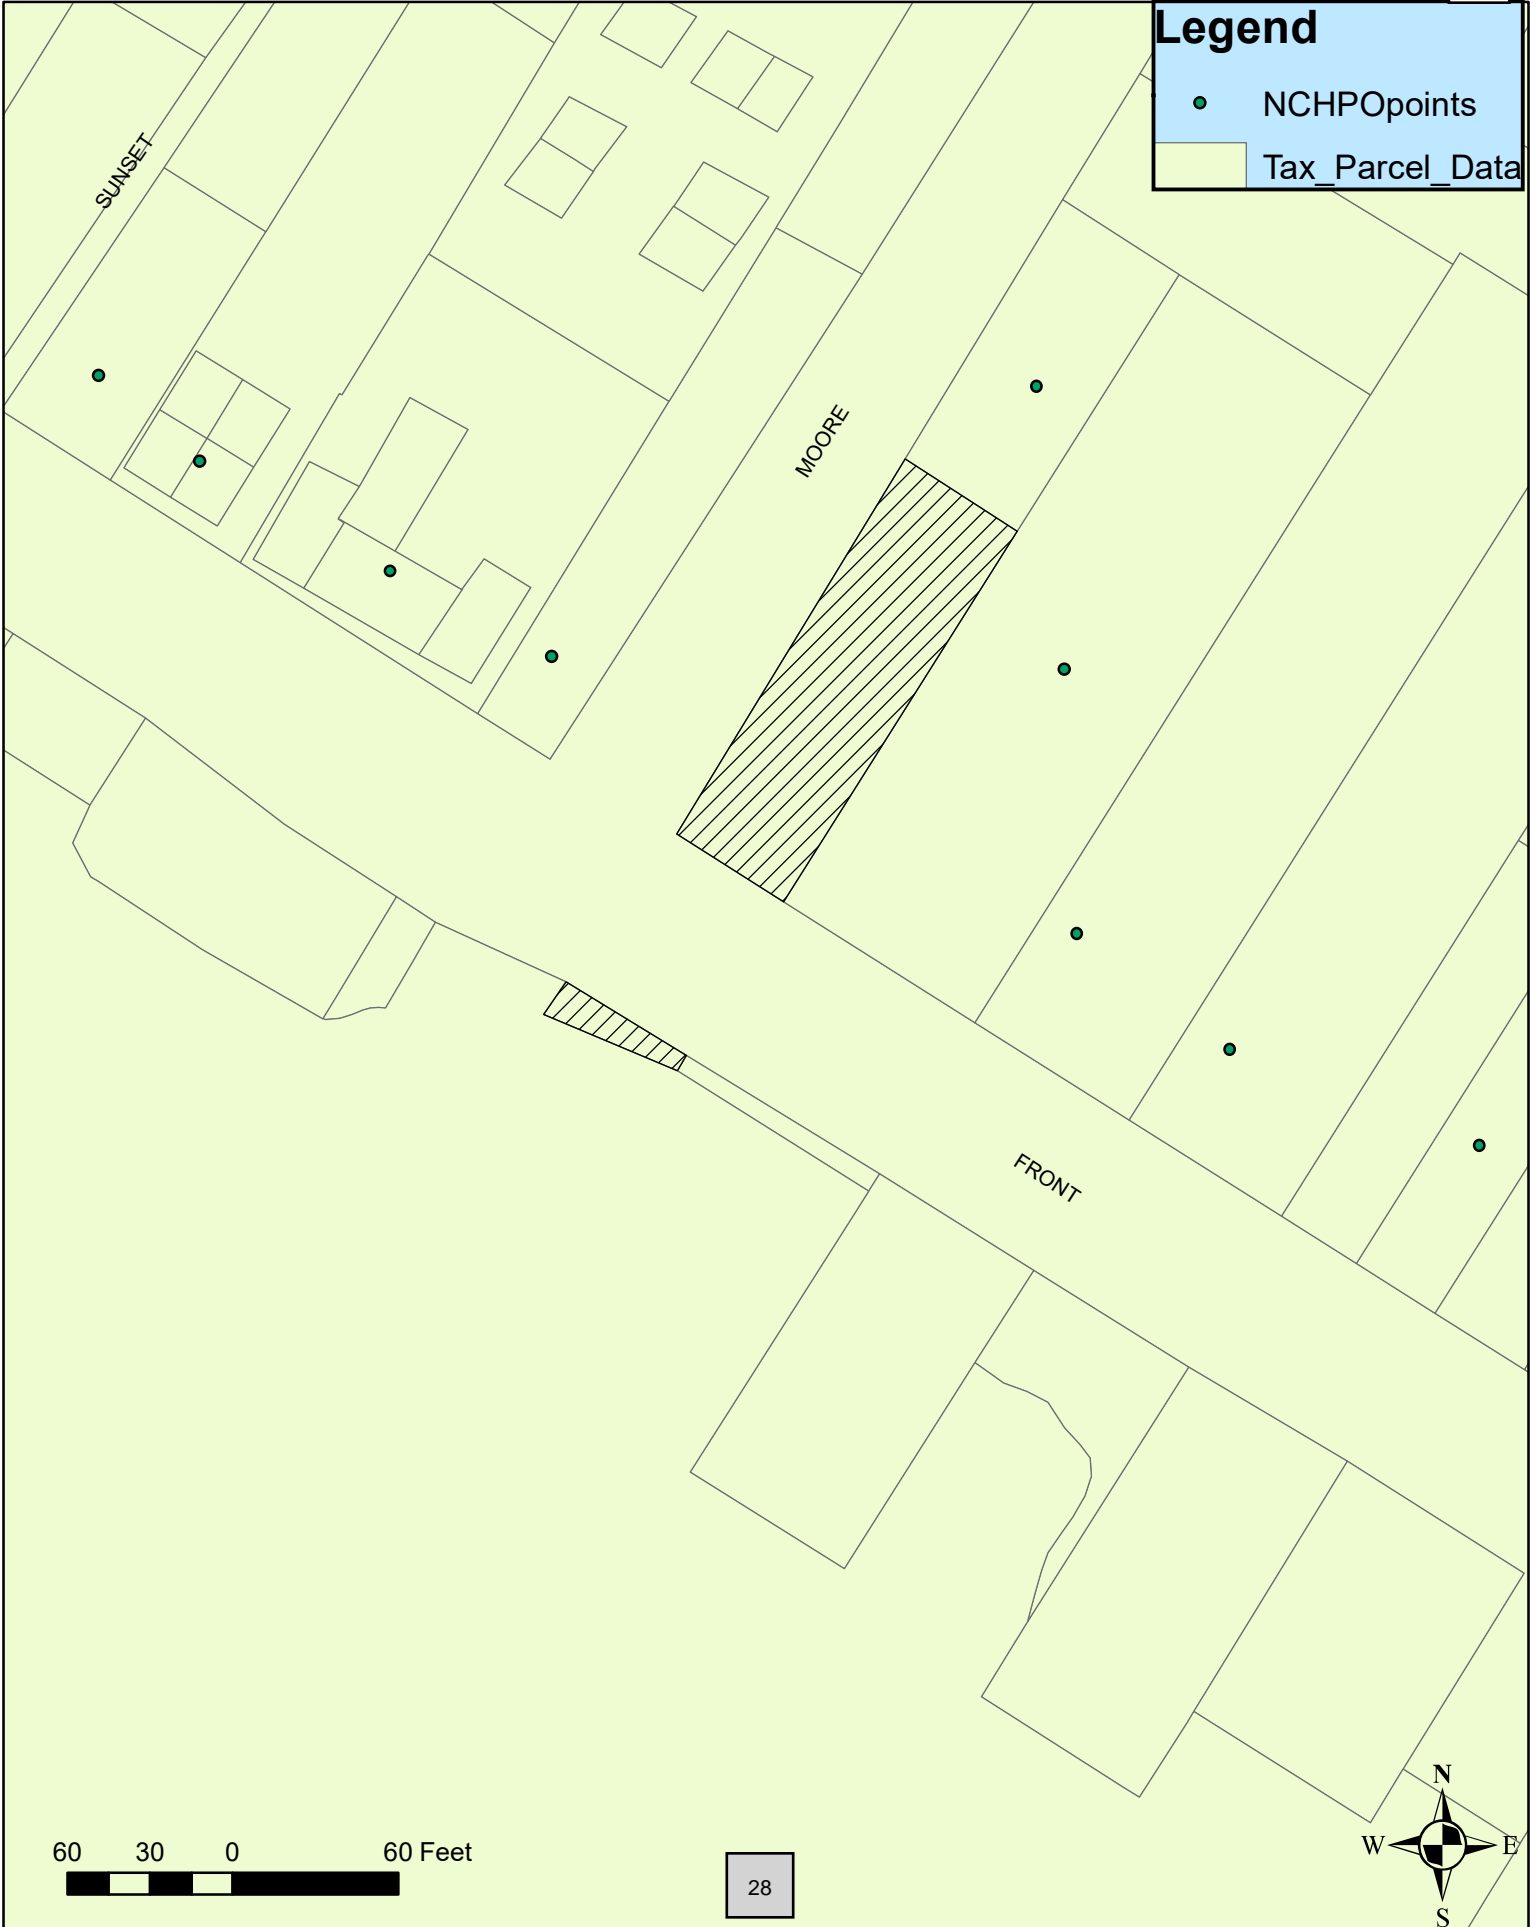 Legend
NCHPOpoints
Tax_Parcel_Data
SUNSET
MOORE
FRONT
60 30 0 60 Feet
28
N
W E
S